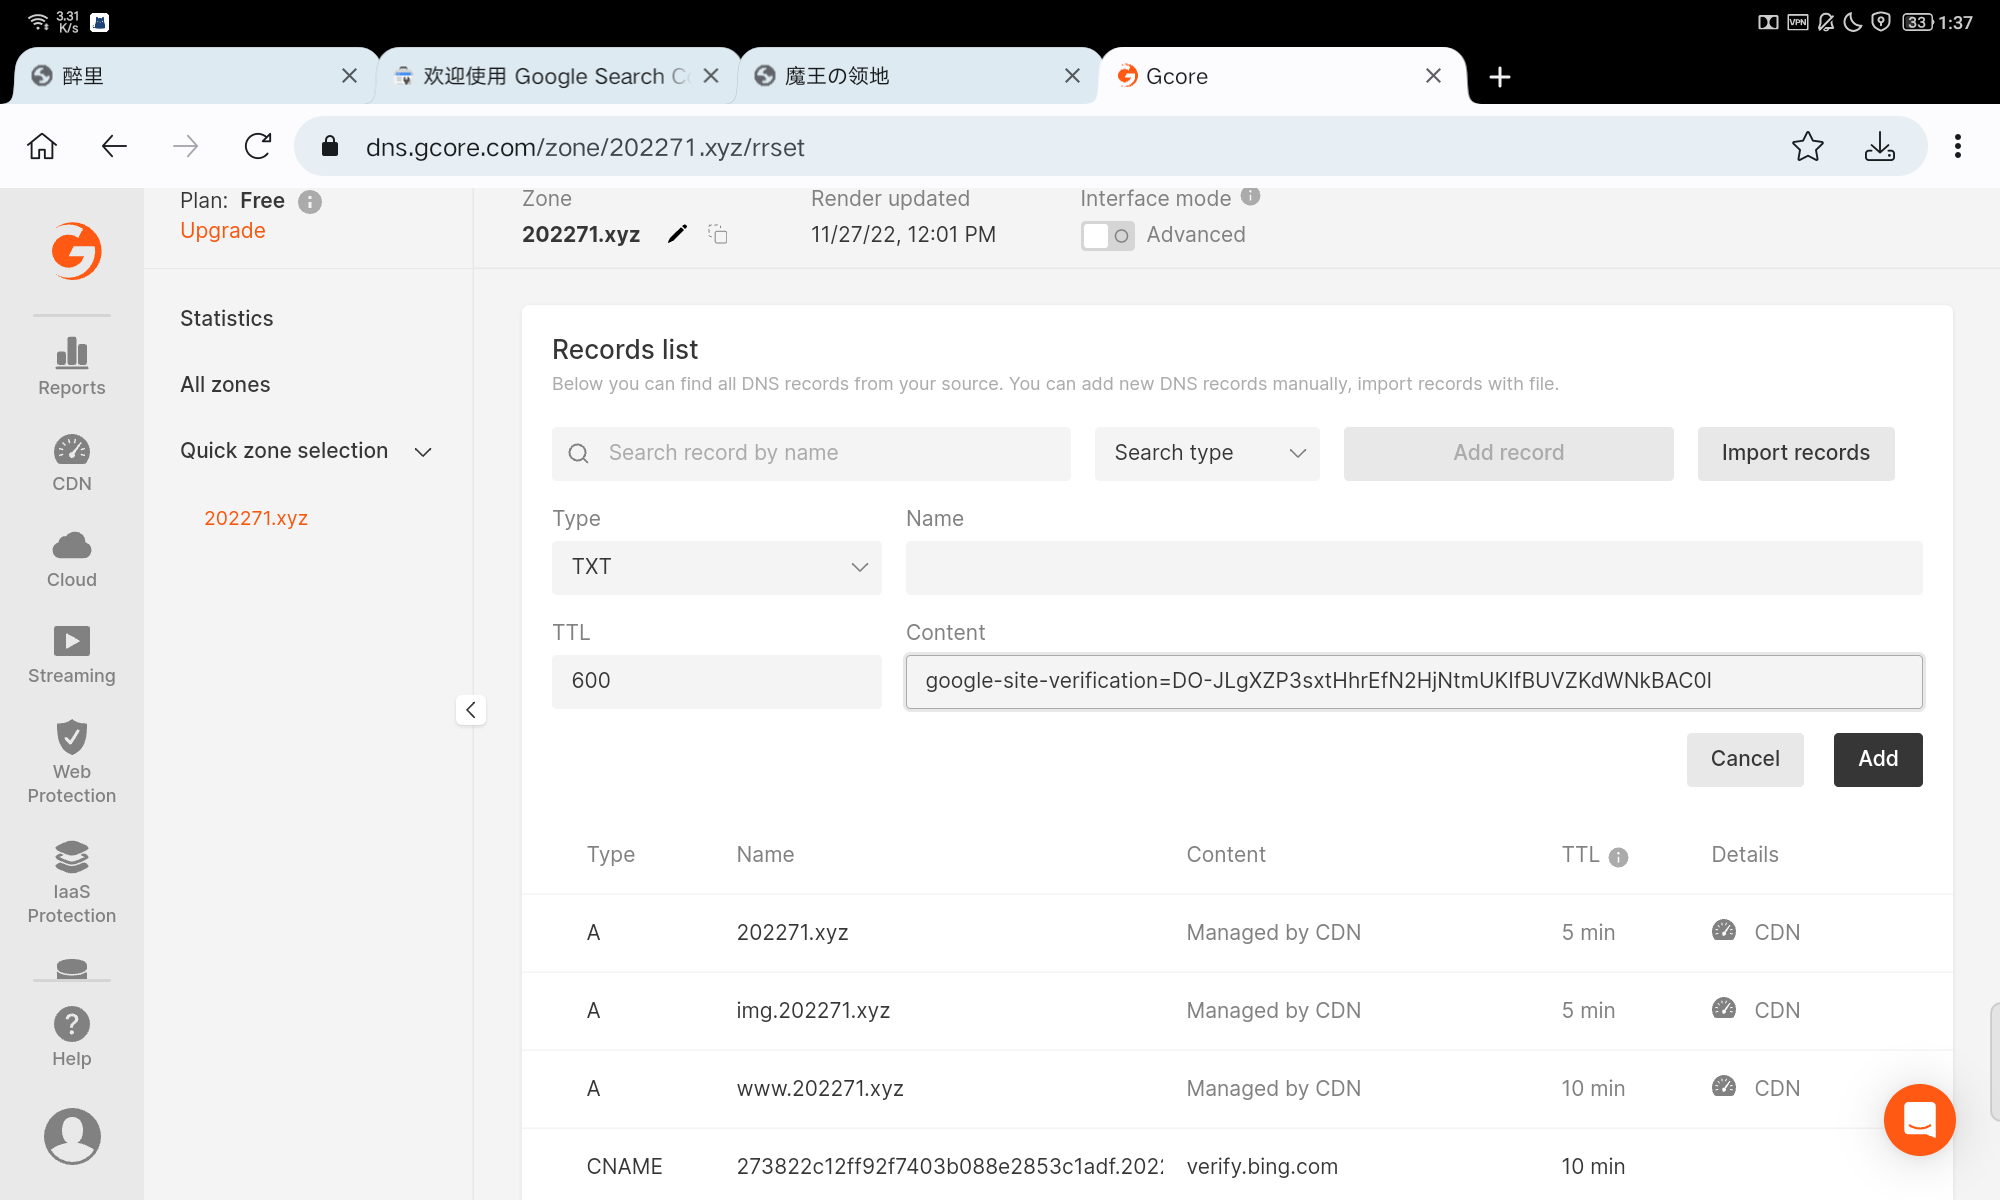 3.31 K/s
VPN
33 1:37
醉里
欢迎使用 Google Search Co
魔王の领地
Gcore
dns.gcore.com/zone/202271.xyz/rrset
Plan: Free
Upgrade
Zone
202271.xyz
Render updated
11/27/22, 12:01 PM
Interface mode
Advanced
Reports
CDN
Cloud
Streaming
Web
Protection
IaaS
Protection
Help
Statistics
All zones
Quick zone selection
202271.xyz
Records list
Below you can find all DNS records from your source. You can add new DNS records manually, import records with file.
Search record by name
Search type
Add record
Import records
Type
Name
TXT
TTL
Content
600
google-site-verification=DO-JLgXZP3sxtHhrEfN2HjNtmUKIfBUVZKdWNkBAC0I
Cancel
Add
Type Name Content TTL Details
A 202271.xyz Managed by CDN 5 min CDN
A img.202271.xyz Managed by CDN 5 min CDN
A www.202271.xyz Managed by CDN 10 min CDN
CNAME 273822c12ff92f7403b088e2853c1adf.202 verify.bing.com 10 min